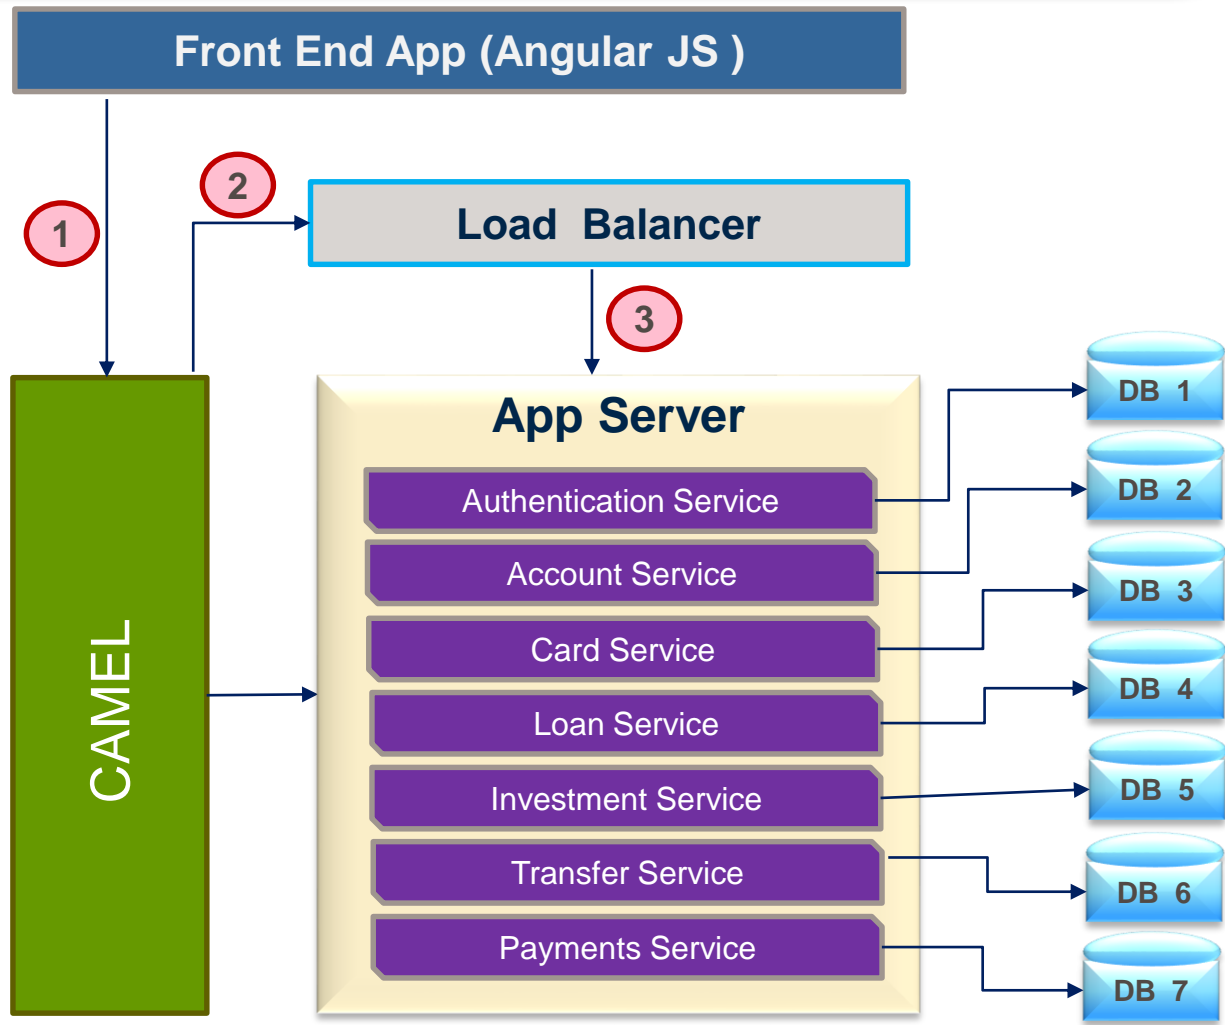 Front End App (Angular JS )
1
2
Load Balancer
3
CAMEL
App Server
Authentication Service
Account Service
Card Service
Loan Service
Investment Service
Transfer Service
Payments Service
DB 1
DB 2
DB 3
DB 4
DB 5
DB 6
DB 7